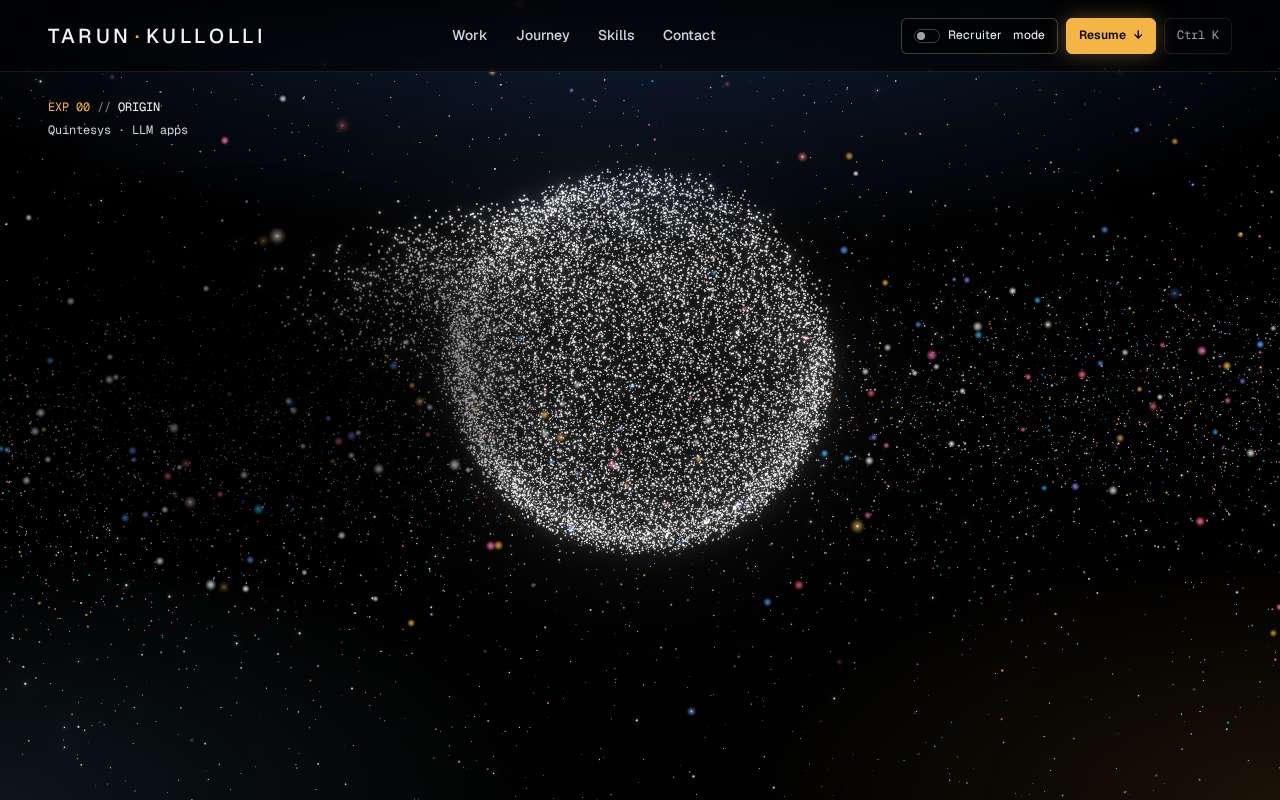 TARUN·KULLOLLI
Work
Journey
Skills
Contact
Recruiter mode
Resume ↓
Ctrl K
EXP 00 // ORIGIN
Quintesys · LLM apps